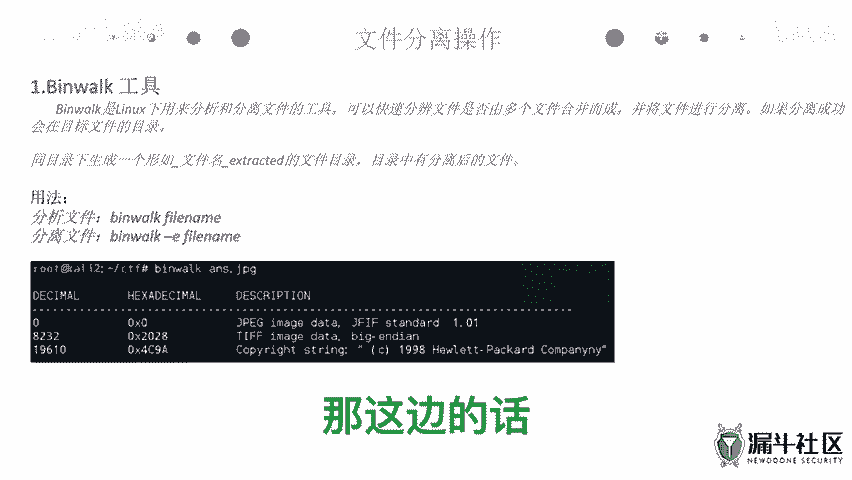 文件分离操作
1.Binwalk 工具
Binwalk是Linux下用来分析和分离文件的工具，可以快速分辨文件是否由多个文件合并而成，并将文件进行分离。如果分离成功
会在目标文件的目录。
同目录下生成一个形如_文件名_extracted的文件目录，目录中有分离后的文件。
用法：
分析文件：binwalk filename
分离文件：binwalk –e filename
root@kali2:~/ctf# binwalk ans.jpg
DECIMAL HEXADECIMAL DESCRIPTION
--------------------------------------------------------------------------------
0 0x0 JPEG image data, JFIF standard 1.01
8232 0x2028 TIFF image data, big-endian
19610 0x4C9A Copyright string: " (c) 1998 Hewlett-Packard Companyny"
那这边的话
漏斗社区
NEWDOONE SECURITY